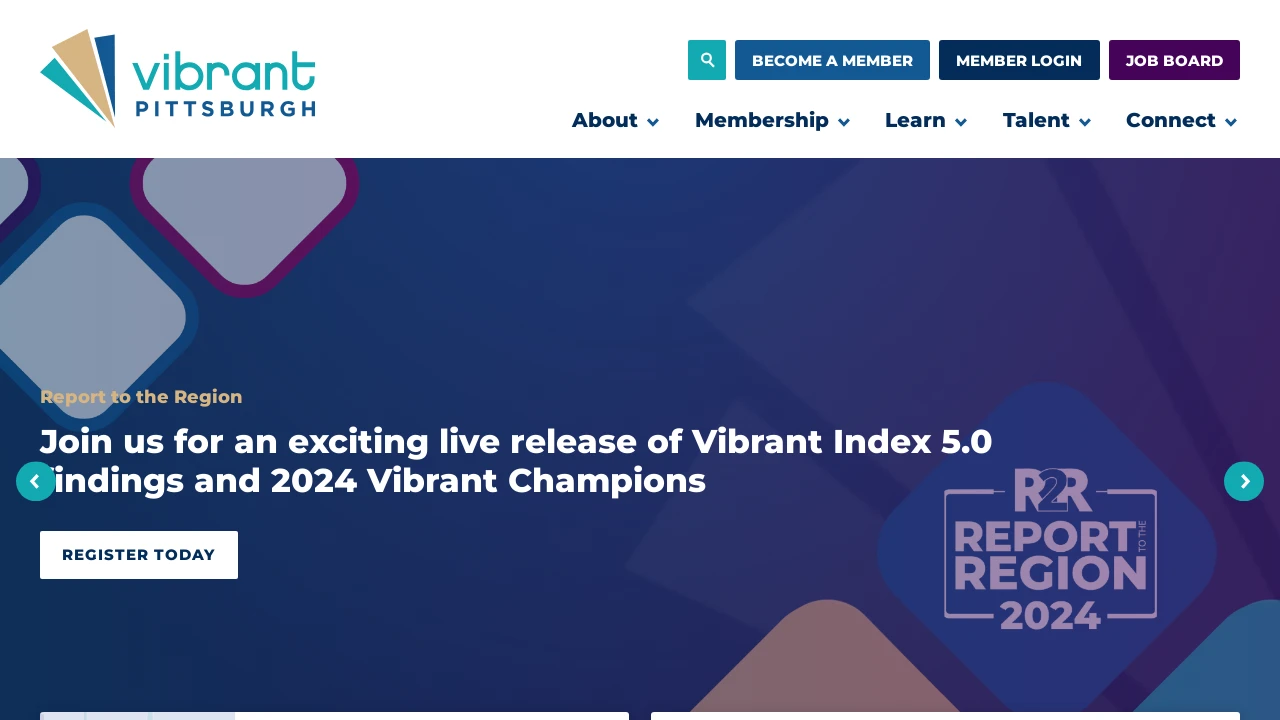 vibrant
PITTSBURGH
BECOME A MEMBER
MEMBER LOGIN
JOB BOARD
About
Membership
Learn
Talent
Connect
Report to the Region
Join us for an exciting live release of Vibrant Index 5.0
findings and 2024 Vibrant Champions
REGISTER TODAY
R2R
REPORT TO THE
REGION
2024